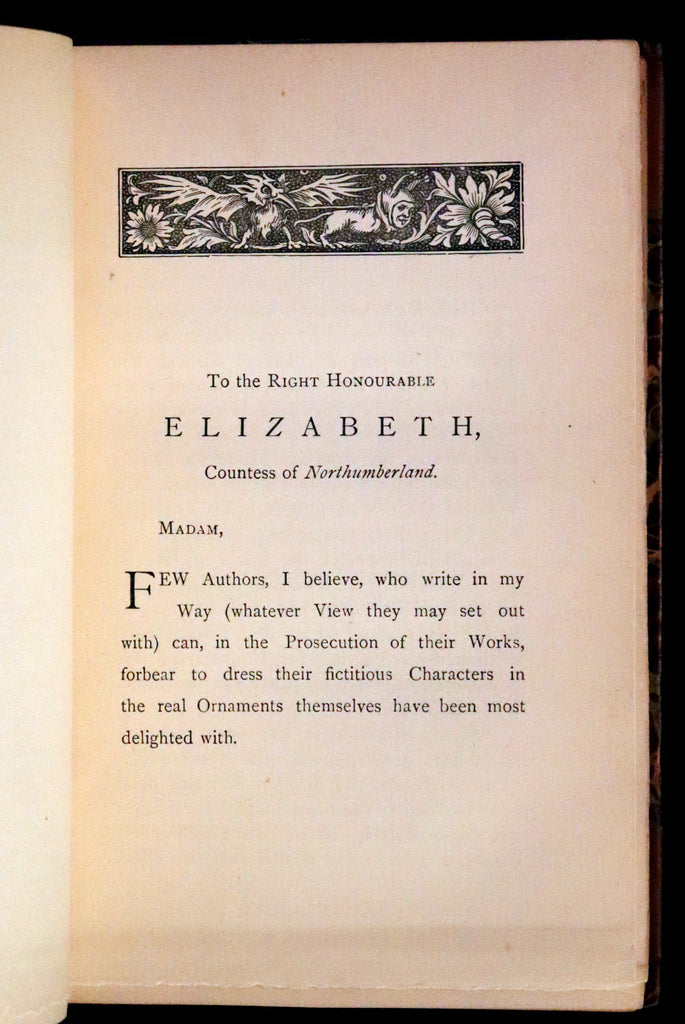 To the RIGHT HONOURABLE
ELIZABETH,
Countess of Northumberland.
MADAM,
FEW Authors, I believe, who write in my
Way (whatever View they may set out
with) can, in the Prosecution of their Works,
forbear to dress their fictitious Characters in
the real Ornaments themselves have been most
delighted with.